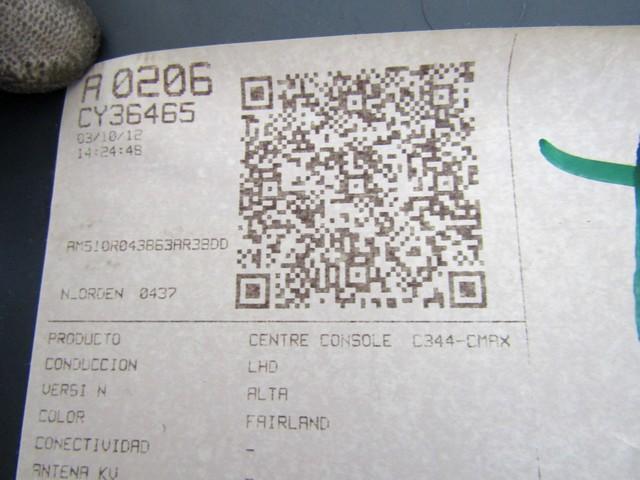 A 0206
CY36465
03/10/12
14:24:48
AM510R043863AR38DD
N_ORDEN 0437
PRODUCTO CENTRE CONSOLE C344-CMAX
CONDUCCION LHD
VERSI N ALTA
COLOR FAIRLAND
CONECTIVIDAD -
ANTENA KV -